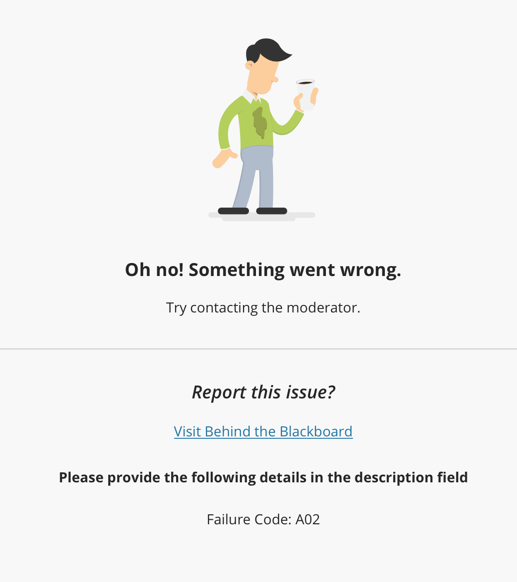 Oh no! Something went wrong.
Try contacting the moderator.
Report this issue?
Visit Behind the Blackboard
Please provide the following details in the description field
Failure Code: A02